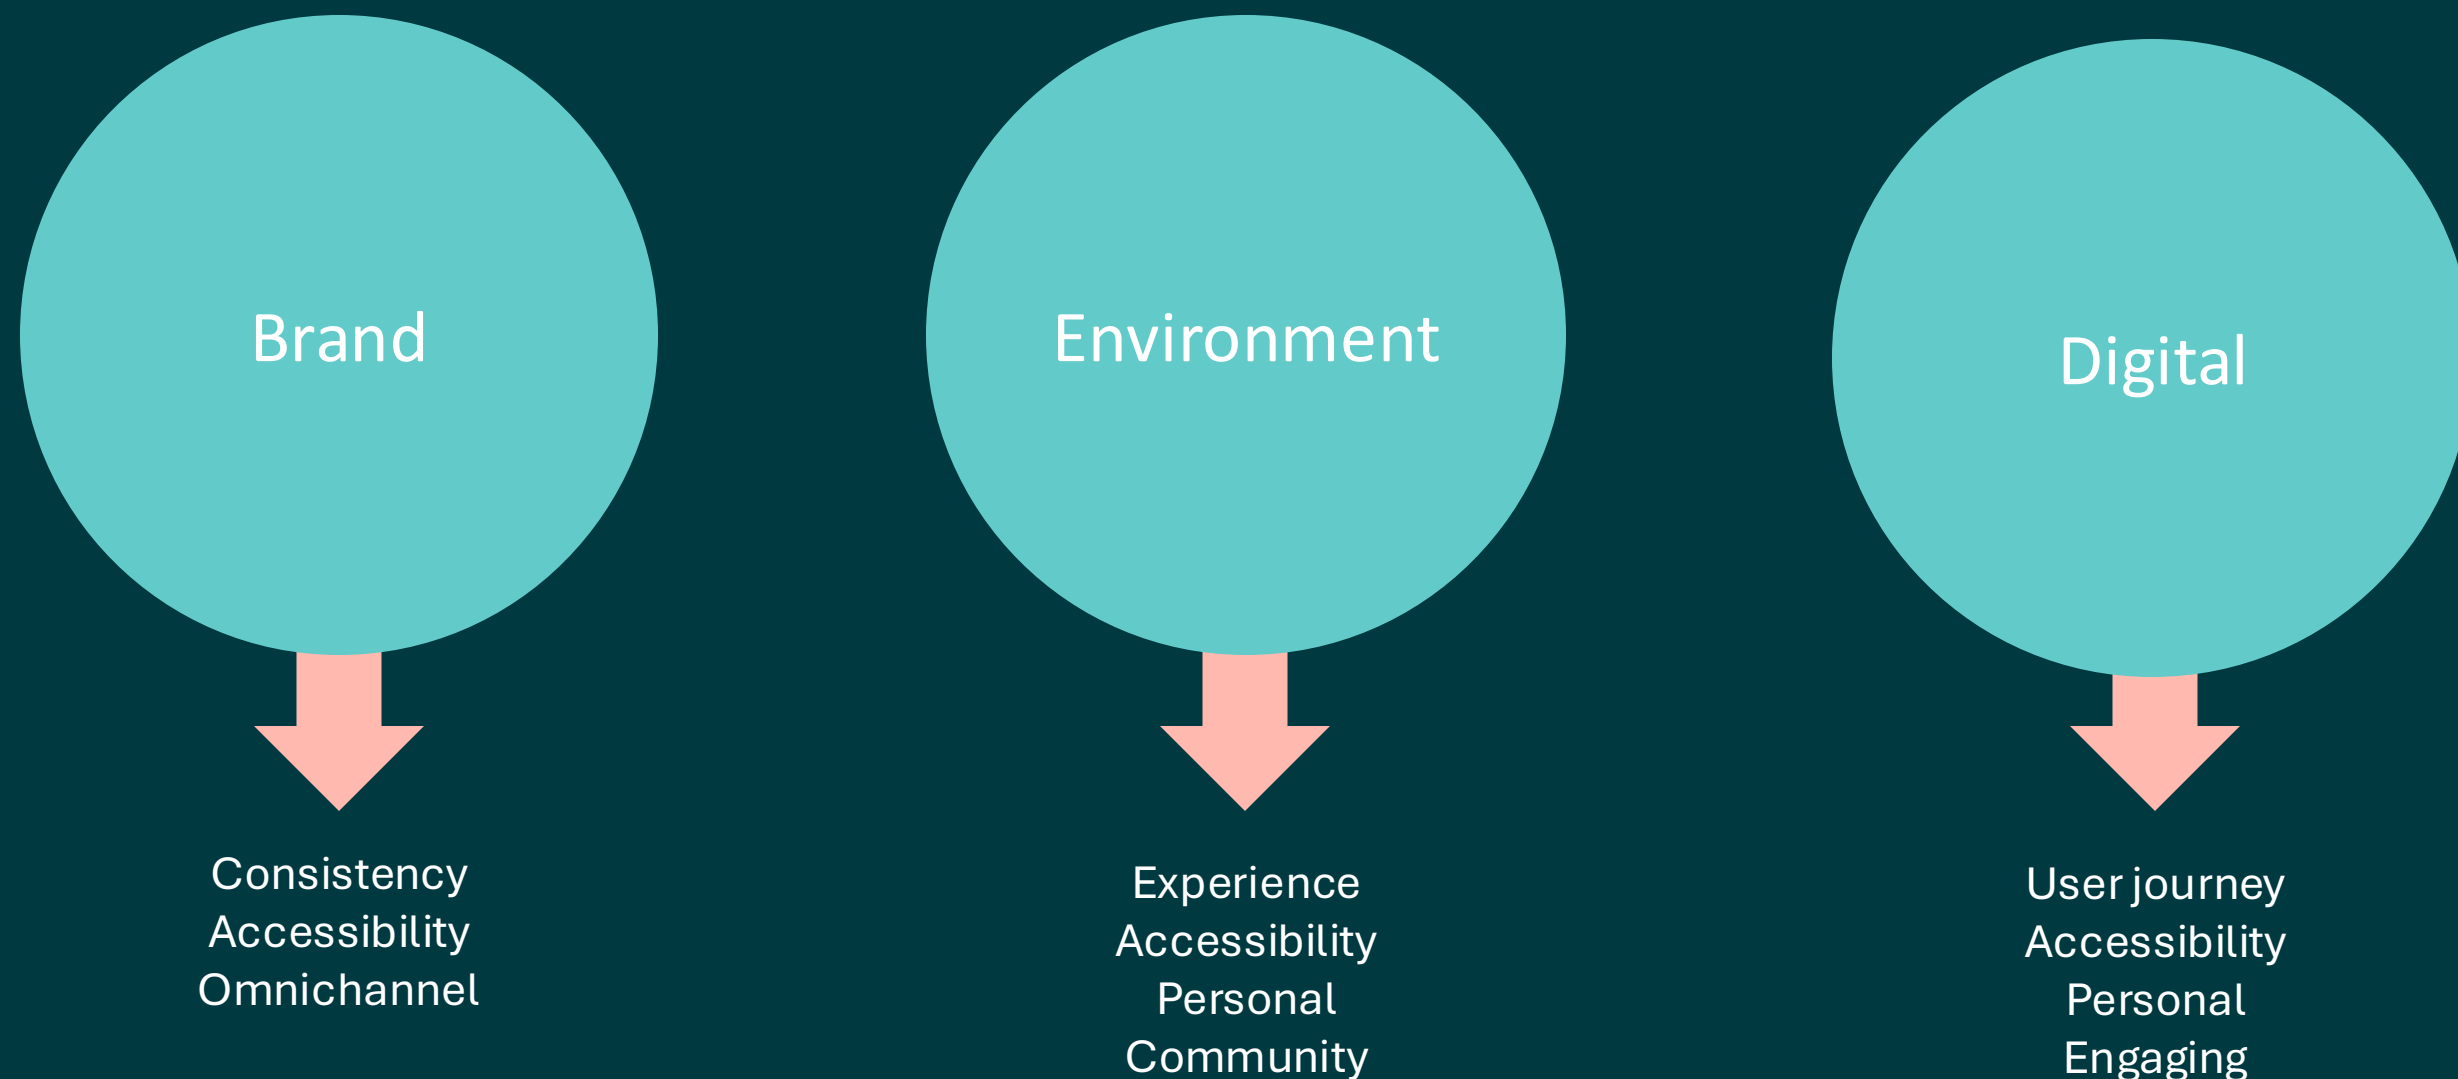 Brand
Consistency
Accessibility
Omnichannel
Environment
Experience
Accessibility
Personal
Community
Digital
User journey
Accessibility
Personal
Engaging